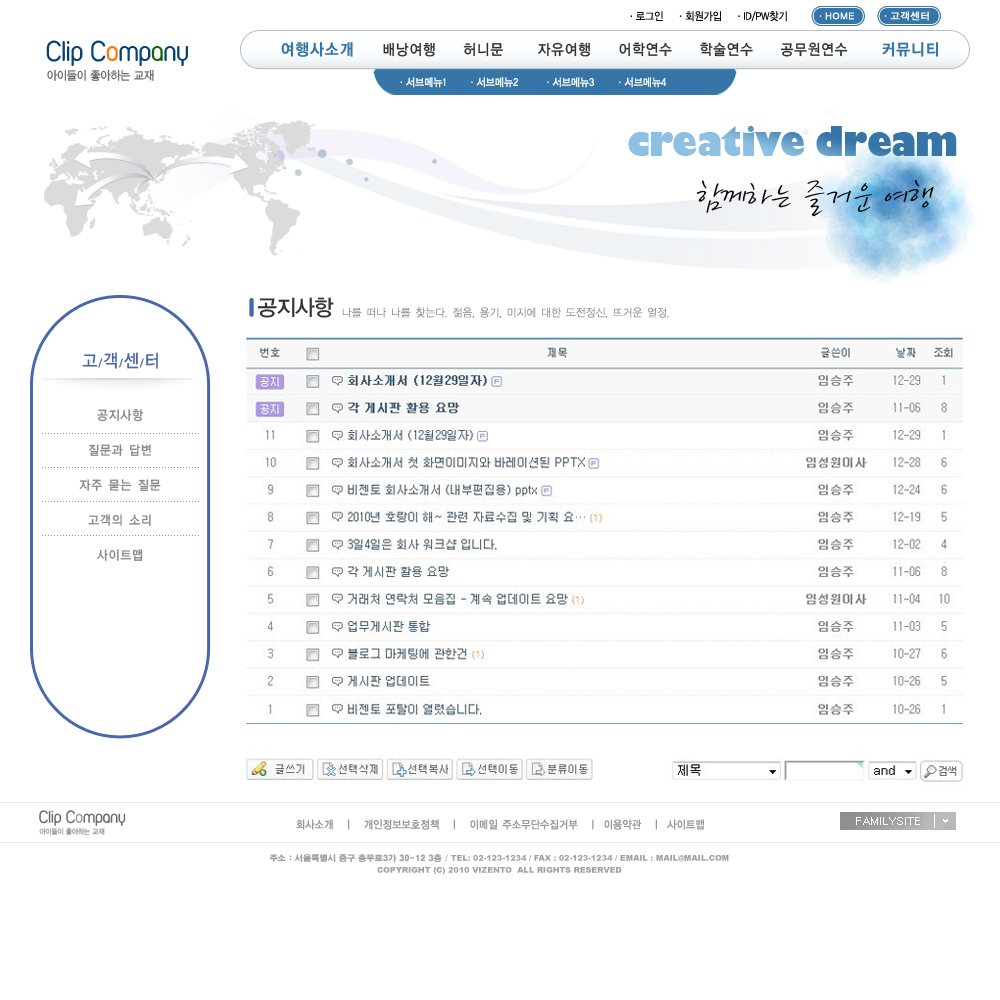 · 로그인 · 회원가입 · ID/PW찾기 · HOME · 고객센터
Clip Company
아이들이 좋아하는 교재
여행사소개 배낭여행 허니문 자유여행 어학연수 학술연수 공무원연수 커뮤니티
· 서브메뉴1 · 서브메뉴2 · 서브메뉴3 · 서브메뉴4
creative dream
함께하는 즐거운 여행
고/객/센/터
공지사항
질문과 답변
자주 묻는 질문
고객의 소리
사이트맵
공지사항 나를 떠나 나를 찾는다. 젊음, 용기, 미지에 대한 도전정신, 뜨거운 열정.
번호 제목 글쓴이 날짜 조회
공지 회사소개서 (12월29일자) 임승주 12-29 1
공지 각 게시판 활용 요망 임승주 11-06 8
11 회사소개서 (12월29일자) 임승주 12-29 1
10 회사소개서 첫 화면이미지와 바레이션된 PPTX 임성원이사 12-28 6
9 비젠토 회사소개서 (내부편집용) pptx 임승주 12-24 6
8 2010년 호랑이 해~ 관련 자료수집 및 기획 요… (1) 임승주 12-19 5
7 3일4일은 회사 워크샵 입니다. 임승주 12-02 4
6 각 게시판 활용 요망 임승주 11-06 8
5 거래처 연락처 모음집 - 계속 업데이트 요망 (1) 임성원이사 11-04 10
4 업무게시판 통합 임승주 11-03 5
3 블로그 마케팅에 관한건 (1) 임승주 10-27 6
2 게시판 업데이트 임승주 10-26 5
1 비젠토 포탈이 열렸습니다. 임승주 10-26 1
글쓰기 선택삭제 선택복사 선택이동 분류이동 제목 and 검색
Clip Company
아이들이 좋아하는 교재
회사소개 | 개인정보보호정책 | 이메일 주소무단수집거부 | 이용약관 | 사이트맵
FAMILYSITE
주소 : 서울특별시 중구 충무로3가 30-12 3층 / TEL: 02-123-1234 / FAX : 02-123-1234 / EMAIL : MAIL@MAIL.COM
COPYRIGHT (C) 2010 VIZENTO ALL RIGHTS RESERVED